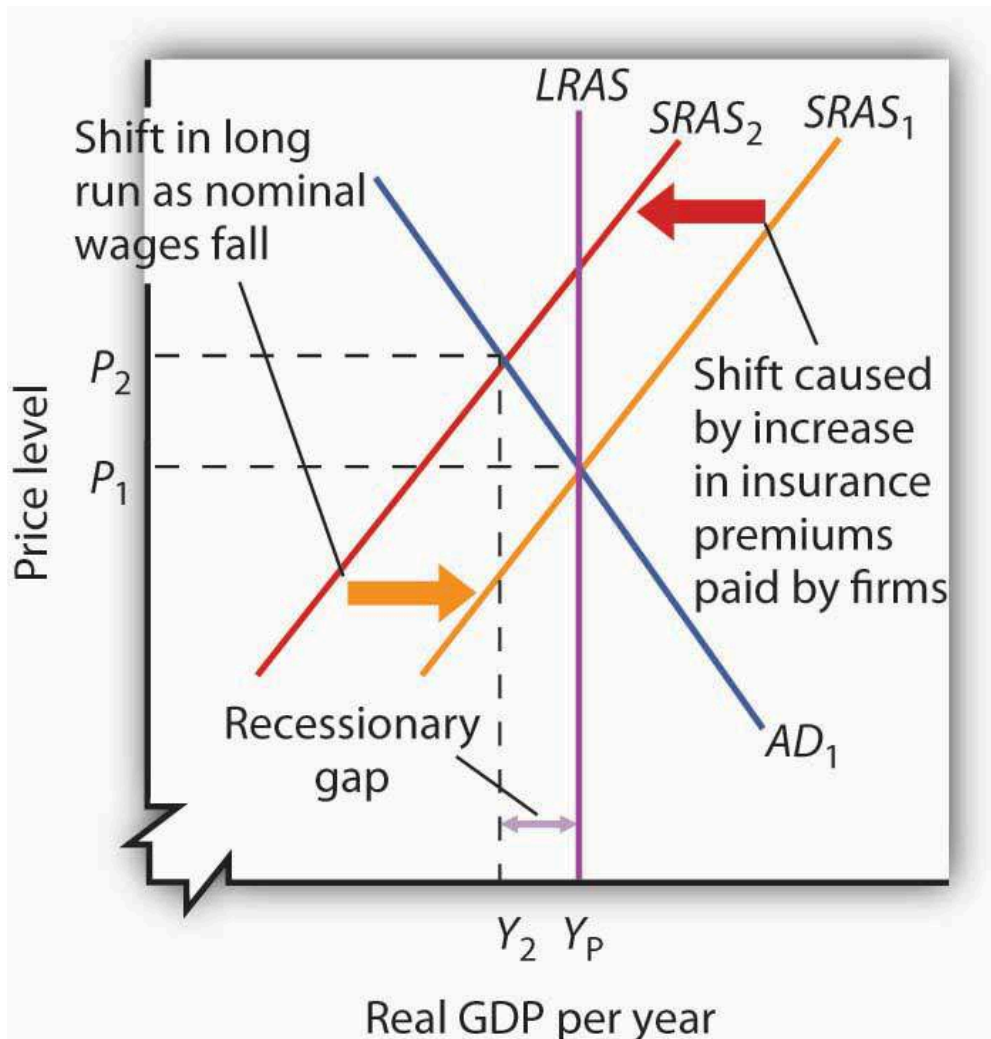 LRAS
SRAS2
SRAS1
Shift in long
run as nominal
wages fall
P2
P1
Price level
Shift caused
by increase
in insurance
premiums
paid by firms
Recessionary
gap
AD1
Y2
YP
Real GDP per year